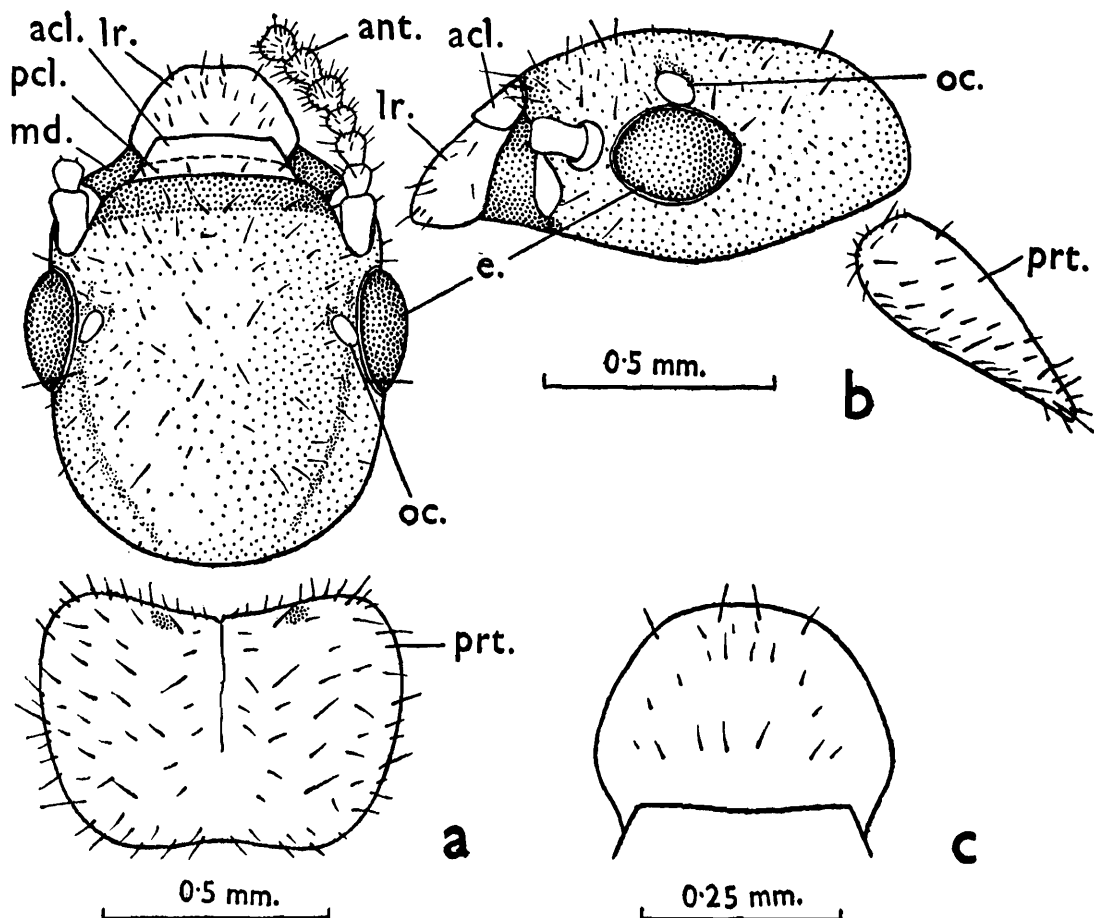 acl. lr.
ant.
pcl.
md.
acl.
lr.
oc.
e.
prt.
0·5 mm.
b
oc.
prt.
a
0·5 mm.
c
0·25 mm.